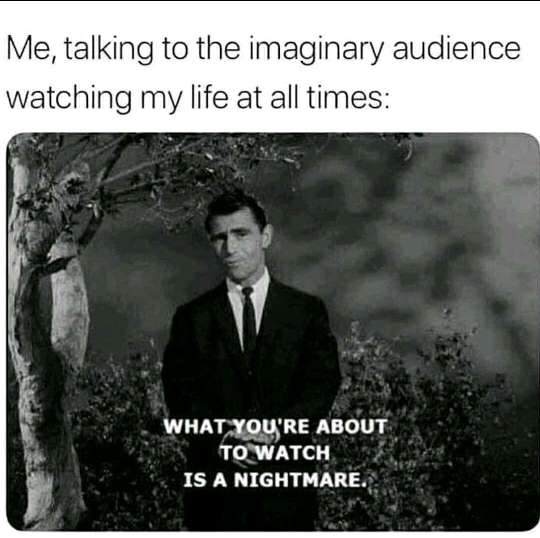 Me, talking to the imaginary audience
watching my life at all times:
WHAT YOU'RE ABOUT
TO WATCH
IS A NIGHTMARE.